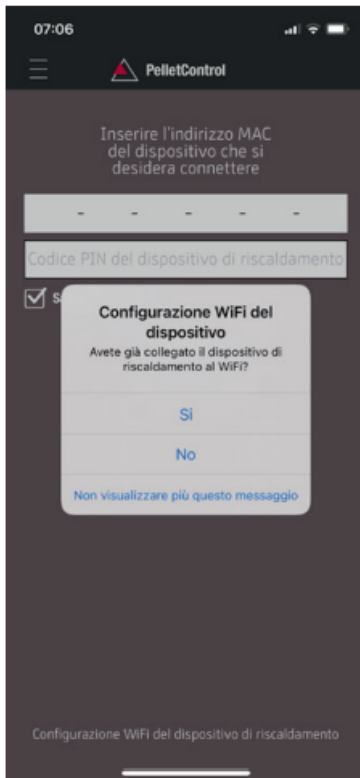 07:06
PelletControl
Inserire l'indirizzo MAC
del dispositivo che si
desidera connettere
- - - - -
Codice PIN del dispositivo di riscaldamento
Configurazione WiFi del
dispositivo
Avete già collegato il dispositivo di
riscaldamento al WiFi?
Si
No
Non visualizzare più questo messaggio
Configurazione WiFi del dispositivo di riscaldamento